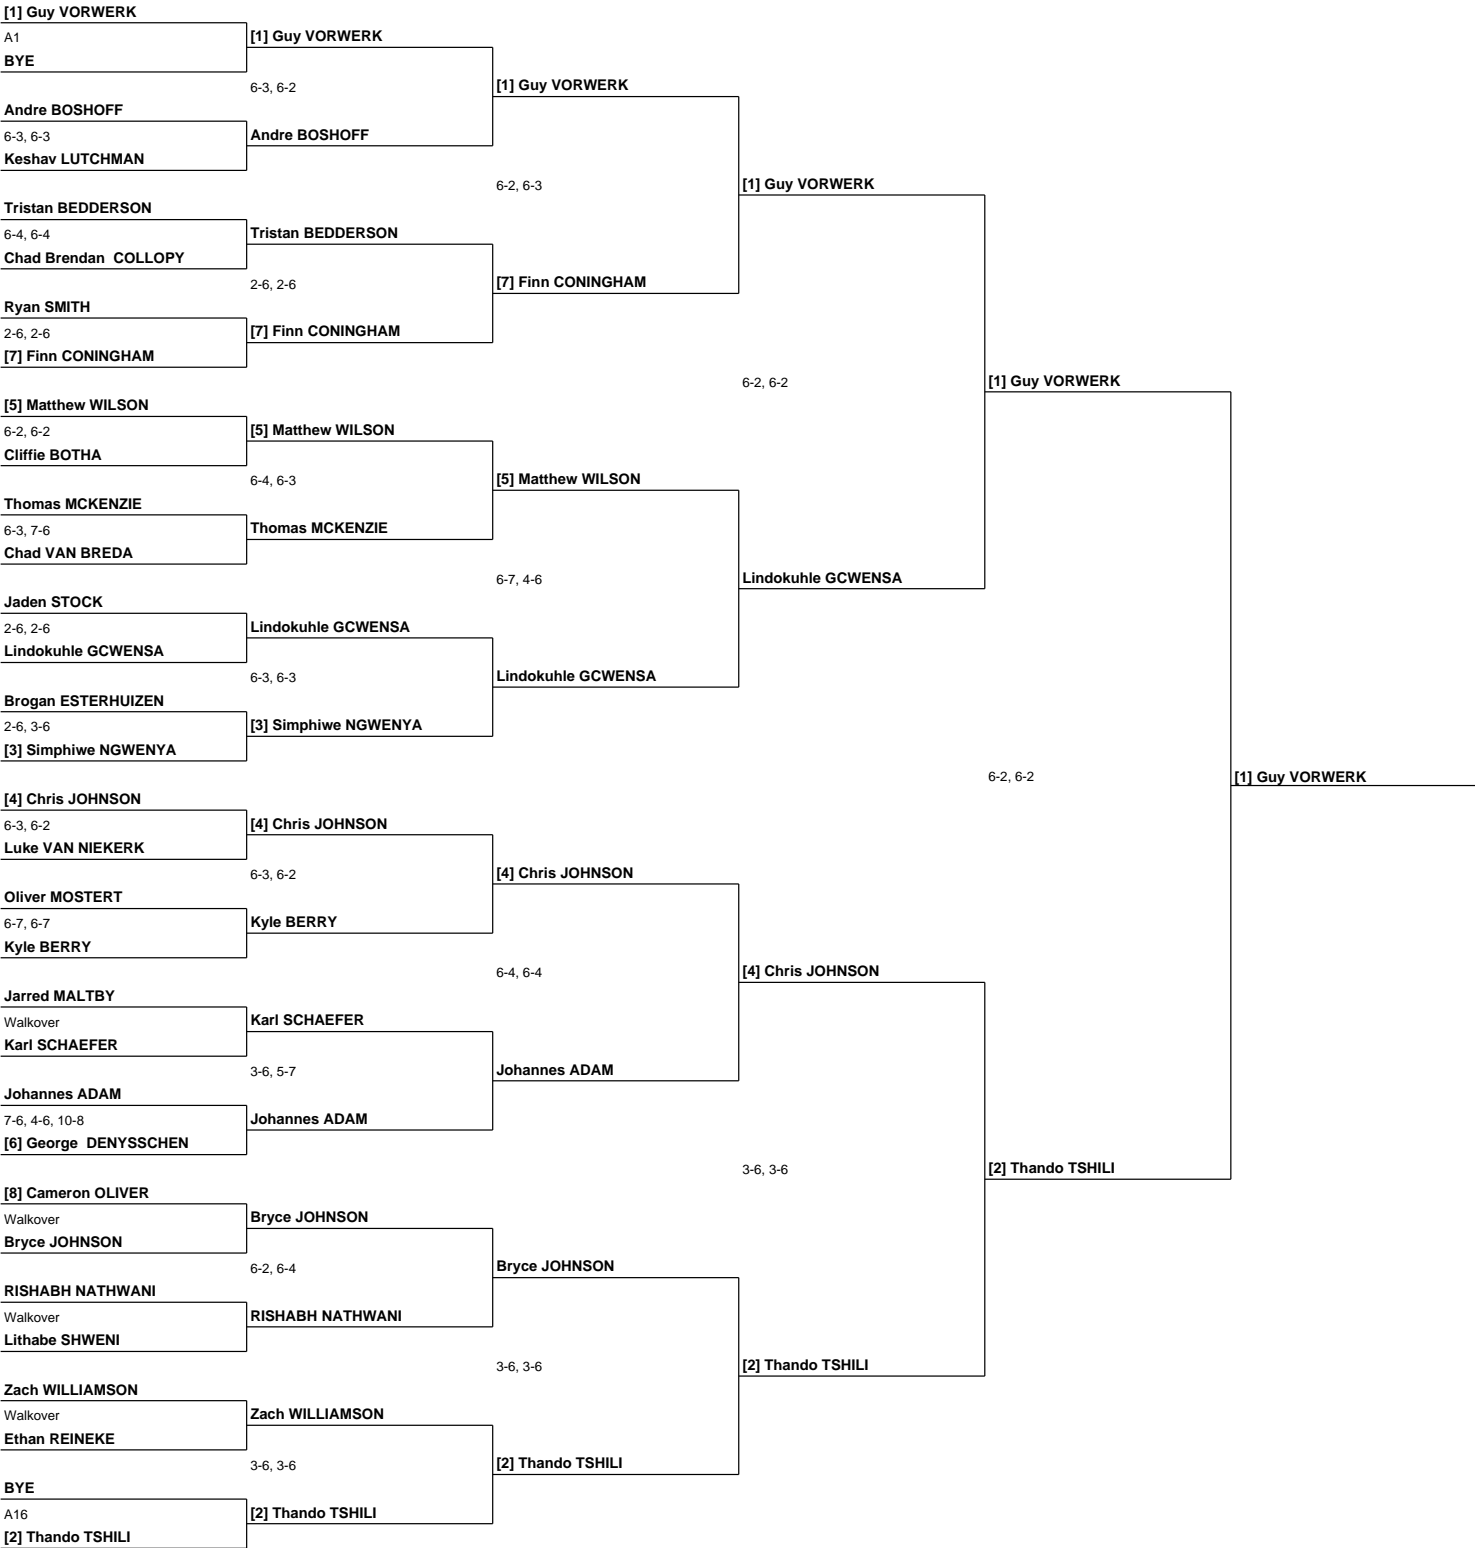 [1] Guy VORWERK
A1
BYE
Andre BOSHOFF
6-3, 6-3
Keshav LUTCHMAN
Tristan BEDDERSON
6-4, 6-4
Chad Brendan  COLLOPY
Ryan SMITH
2-6, 2-6
[7] Finn CONINGHAM
[5] Matthew WILSON
6-2, 6-2
Cliffie BOTHA
Thomas MCKENZIE
6-3, 7-6
Chad VAN BREDA
Jaden STOCK
2-6, 2-6
Lindokuhle GCWENSA
Brogan ESTERHUIZEN
2-6, 3-6
[3] Simphiwe NGWENYA
[4] Chris JOHNSON
6-3, 6-2
Luke VAN NIEKERK
Oliver MOSTERT
6-7, 6-7
Kyle BERRY
Jarred MALTBY
Walkover
Karl SCHAEFER
Johannes ADAM
7-6, 4-6, 10-8
[6] George  DENYSSCHEN
[8] Cameron OLIVER
Walkover
Bryce JOHNSON
RISHABH NATHWANI
Walkover
Lithabe SHWENI
Zach WILLIAMSON
Walkover
Ethan REINEKE
BYE
A16
[2] Thando TSHILI
[1] Guy VORWERK
6-3, 6-2
Andre BOSHOFF
Tristan BEDDERSON
2-6, 2-6
[7] Finn CONINGHAM
[5] Matthew WILSON
6-4, 6-3
Thomas MCKENZIE
Lindokuhle GCWENSA
6-3, 6-3
[3] Simphiwe NGWENYA
[4] Chris JOHNSON
6-3, 6-2
Kyle BERRY
Karl SCHAEFER
3-6, 5-7
Johannes ADAM
Bryce JOHNSON
6-2, 6-4
RISHABH NATHWANI
Zach WILLIAMSON
3-6, 3-6
[2] Thando TSHILI
[1] Guy VORWERK
6-2, 6-3
[7] Finn CONINGHAM
[5] Matthew WILSON
6-7, 4-6
Lindokuhle GCWENSA
[4] Chris JOHNSON
6-4, 6-4
Johannes ADAM
Bryce JOHNSON
3-6, 3-6
[2] Thando TSHILI
[1] Guy VORWERK
6-2, 6-2
Lindokuhle GCWENSA
[4] Chris JOHNSON
3-6, 3-6
[2] Thando TSHILI
[1] Guy VORWERK
6-2, 6-2
[2] Thando TSHILI
[1] Guy VORWERK